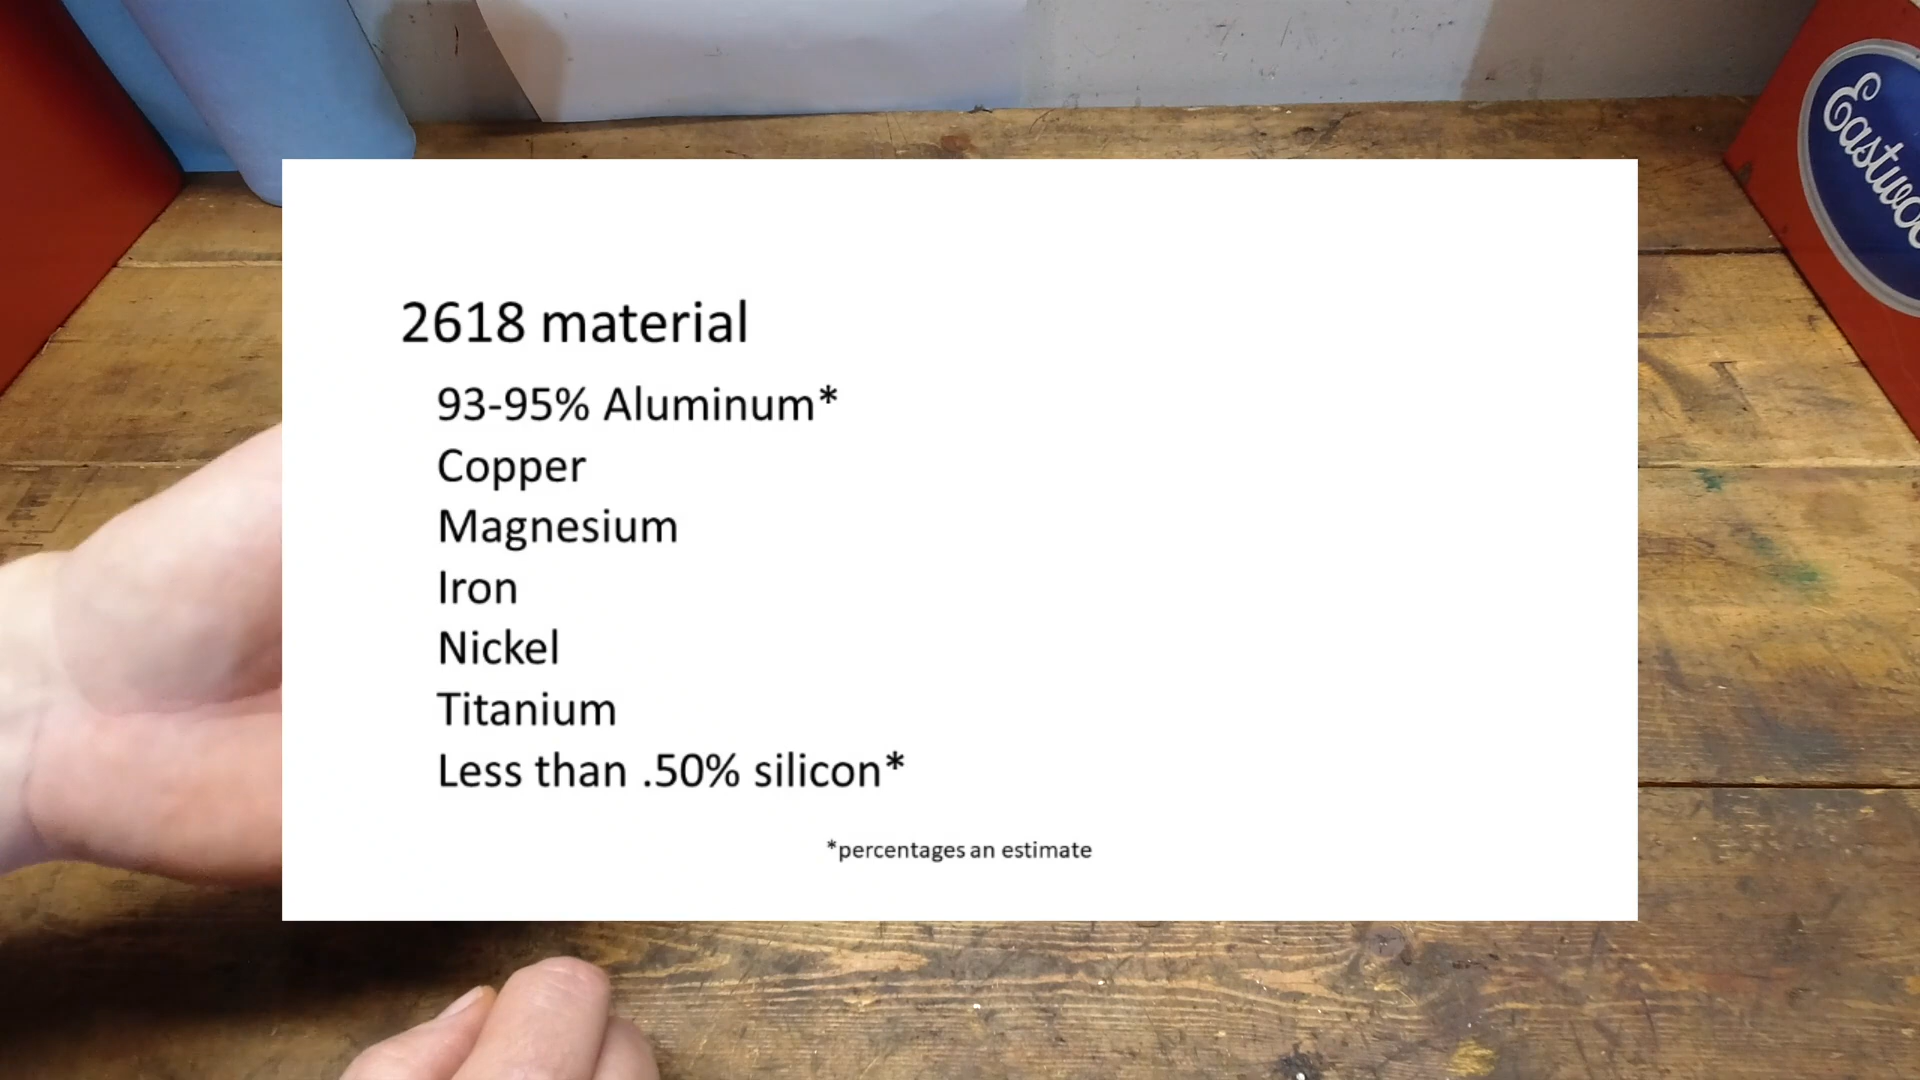 2618 material
93-95% Aluminum*
Copper
Magnesium
Iron
Nickel
Titanium
Less than .50% silicon*
*percentages an estimate